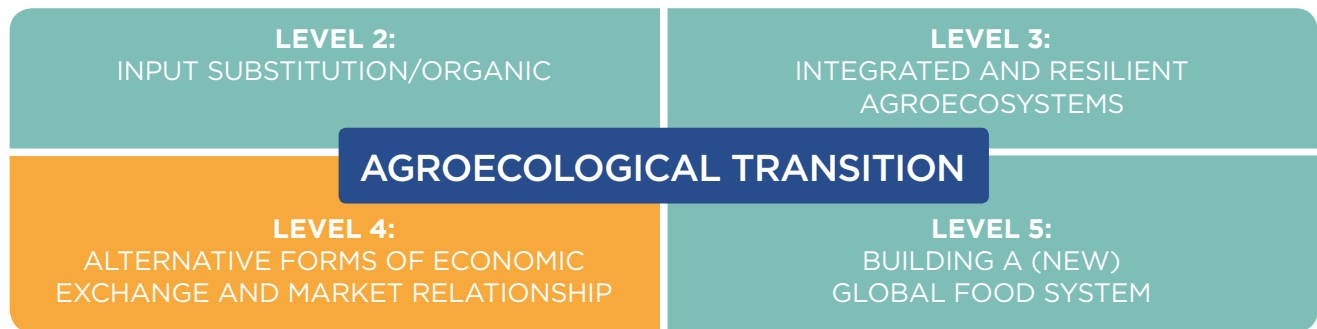 LEVEL 2:
INPUT SUBSTITUTION/ORGANIC
LEVEL 3:
INTEGRATED AND RESILIENT
AGROECOSYSTEMS
AGROECOLOGICAL TRANSITION
LEVEL 4:
ALTERNATIVE FORMS OF ECONOMIC
EXCHANGE AND MARKET RELATIONSHIP
LEVEL 5:
BUILDING A (NEW)
GLOBAL FOOD SYSTEM